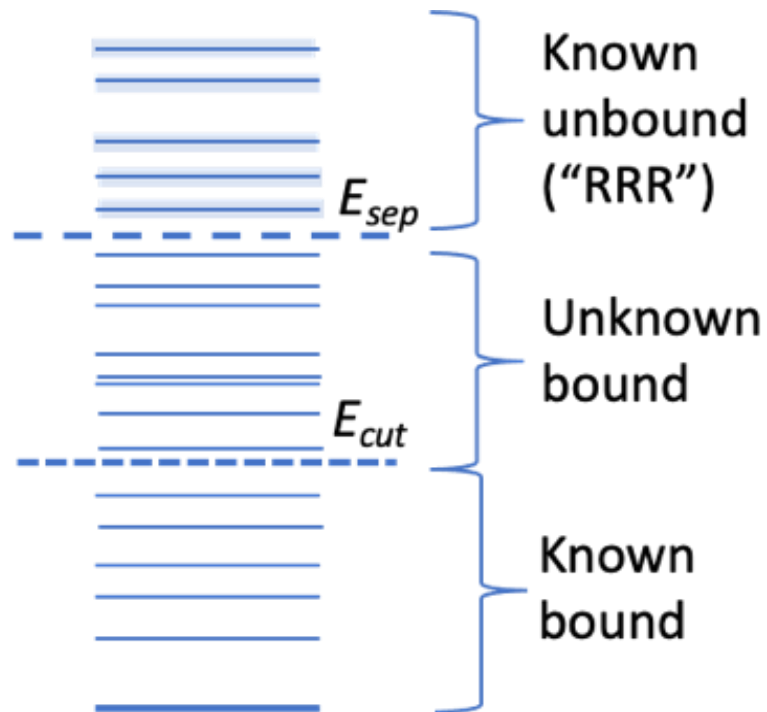 Known
unbound
(“RRR”)
E_sep
Unknown
bound
E_cut
Known
bound